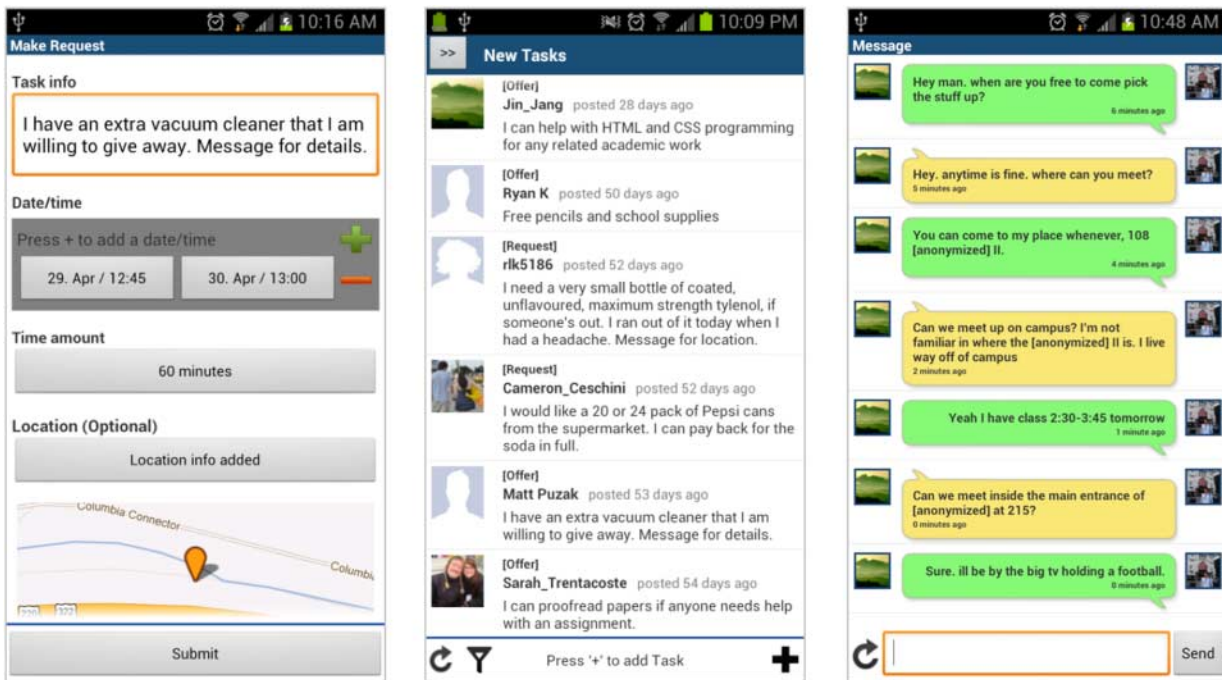 10:16 AM
Make Request
Task info
I have an extra vacuum cleaner that I am
willing to give away. Message for details.
Date/time
Press + to add a date/time
29. Apr / 12:45
30. Apr / 13:00
Time amount
60 minutes
Location (Optional)
Location info added
Columbia Connector
Columbi
220
322
Submit
10:09 PM
>>
New Tasks
[Offer]
Jin_Jang posted 28 days ago
I can help with HTML and CSS programming
for any related academic work
[Offer]
Ryan K posted 50 days ago
Free pencils and school supplies
[Request]
rlk5186 posted 52 days ago
I need a very small bottle of coated,
unflavoured, maximum strength tylenol, if
someone's out. I ran out of it today when I
had a headache. Message for location.
[Request]
Cameron_Ceschini posted 52 days ago
I would like a 20 or 24 pack of Pepsi cans
from the supermarket. I can pay back for the
soda in full.
[Offer]
Matt Puzak posted 53 days ago
I have an extra vacuum cleaner that I am
willing to give away. Message for details.
[Offer]
Sarah_Trentacoste posted 54 days ago
I can proofread papers if anyone needs help
with an assignment.
Press '+' to add Task
10:48 AM
Message
Hey man. when are you free to come pick
the stuff up?
6 minutes ago
Hey. anytime is fine. where can you meet?
5 minutes ago
You can come to my place whenever, 108
[anonymized] II.
4 minutes ago
Can we meet up on campus? I'm not
familiar in where the [anonymized] II is. I live
way off of campus
2 minutes ago
Yeah I have class 2:30-3:45 tomorrow
1 minute ago
Can we meet inside the main entrance of
[anonymized] at 215?
0 minutes ago
Sure. ill be by the big tv holding a football.
0 minutes ago
Send